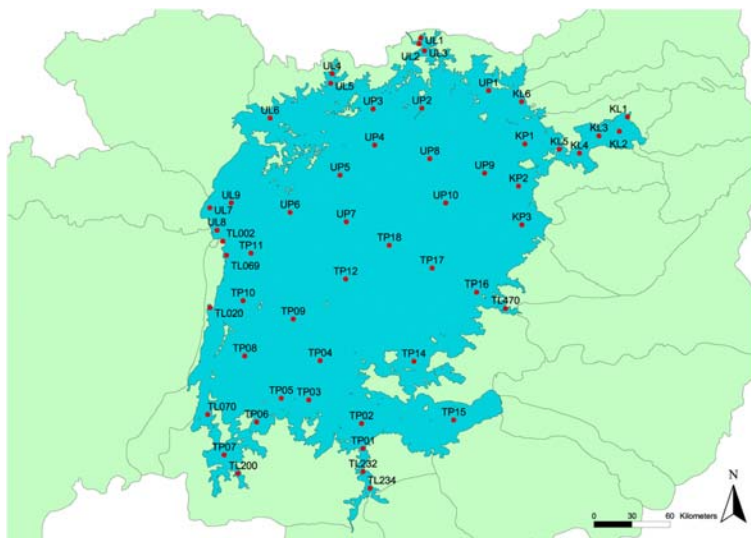 UL1
UL2
UL3
UL4
UL5
UP1
KL6
UP3
UP2
UL6
KL1
KL3
KL2
UP4
KP1
KL5
KL4
UP8
UP5
UP9
KP2
UL9
UL7
UP6
UP10
UP7
KP3
UL8
TL002
TP11
TP18
TL069
TP12
TP17
TP10
TP16
TL020
TL470
TP09
TP08
TP04
TP14
TP05
TP03
TL070
TP06
TP02
TP15
TP01
TP07
TL200
TL232
TL234
N
0 30 60 Kilometers